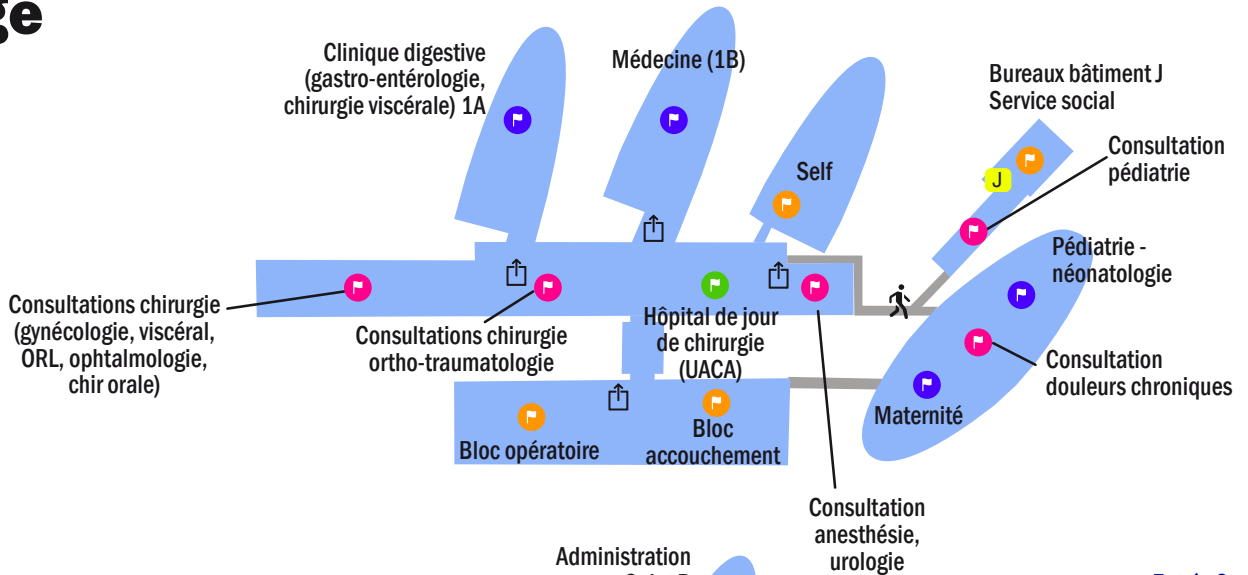 ge
Clinique digestive
(gastro-entérologie,
chirurgie viscérale) 1A
Médecine (1B)
Self
Bureaux bâtiment J
Service social
J
Consultation
pédiatrie
Pédiatrie -
néonatologie
Consultations chirurgie
(gynécologie, viscéral,
ORL, ophtalmologie,
chir orale)
Consultations chirurgie
ortho-traumatologie
Hôpital de jour
de chirurgie
(UACA)
Consultation
douleurs chroniques
Maternité
Bloc opératoire
Bloc
accouchement
Consultation
anesthésie,
urologie
Administration